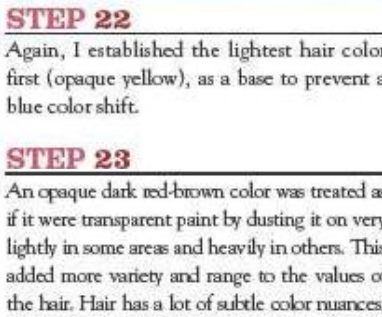 STEP 22
Again, I established the lightest hair color
first (opaque yellow), as a base to prevent a
blue color shift.
STEP 23
An opaque dark red-brown color was treated as
if it were transparent paint by dusting it on very
lightly in some areas and heavily in others. This
added more variety and range to the values of
the hair. Hair has a lot of subtle color nuances